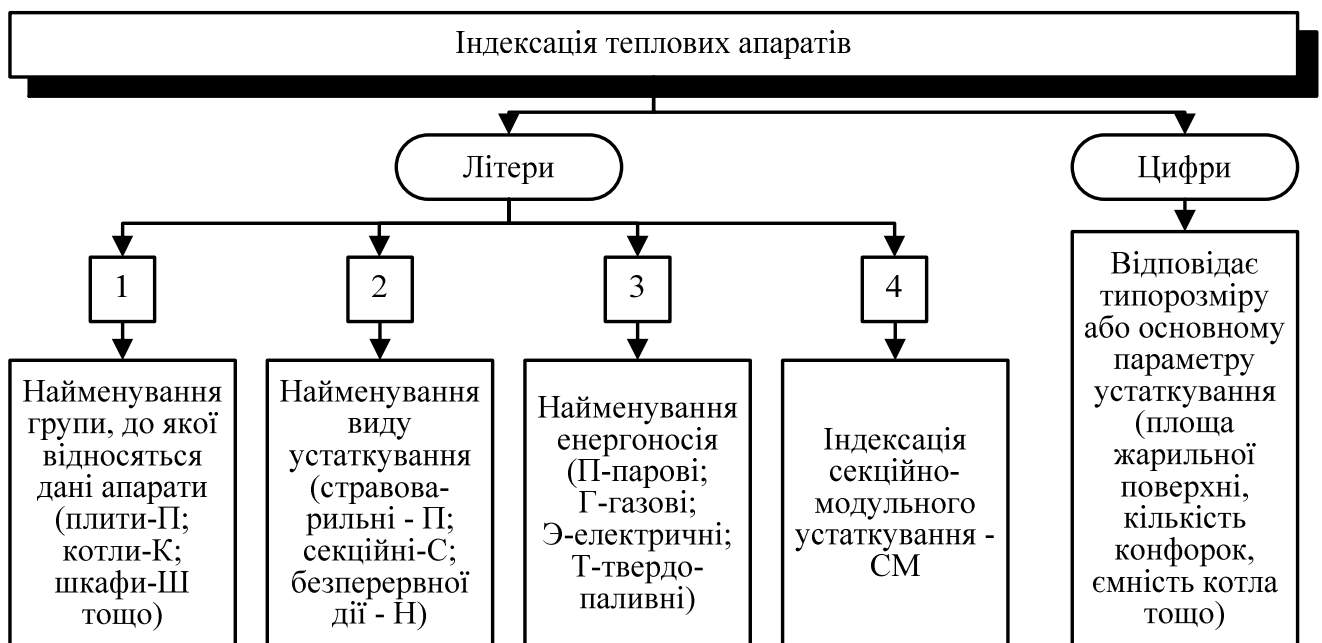 Індексація теплових апаратів
Літери
Цифри
1
2
3
4
Найменування
групи, до якої
відносяться
дані апарати
(плити-П;
котли-К;
шкафи-Ш
тощо)
Найменування
виду
устаткування
(стравова-
рильні - П;
секційні-С;
безперервної
дії - Н)
Найменування
енергоносія
(П-парові;
Г-газові;
Э-електричні;
Т-твердо-
паливні)
Індексація
секційно-
модульного
устаткування -
СМ
Відповідає
типорозміру
або основному
параметру
устаткування
(площа
жарильної
поверхні,
кількість
конфорок,
ємність котла
тощо)